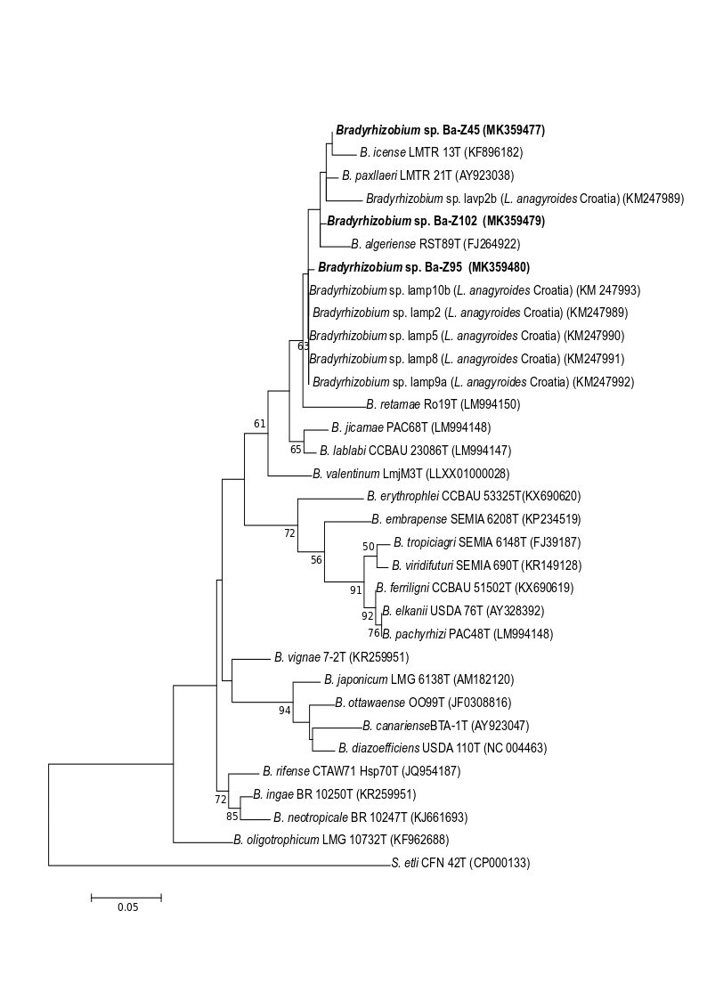 Bradyrhizobium sp. Ba-Z45 (MK359477)
B. icense LMTR 13T (KF896182)
B. paxllaeri LMTR 21T (AY923038)
Bradyrhizobium sp. lavp2b (L. anagyroides Croatia) (KM247989)
Bradyrhizobium sp. Ba-Z102 (MK359479)
B. algeriense RST89T (FJ264922)
Bradyrhizobium sp. Ba-Z95 (MK359480)
Bradyrhizobium sp. lamp10b (L. anagyroides Croatia) (KM 247993)
Bradyrhizobium sp. lamp2 (L. anagyroides Croatia) (KM247989)
Bradyrhizobium sp. lamp5 (L. anagyroides Croatia) (KM247990)
63
Bradyrhizobium sp. lamp8 (L. anagyroides Croatia) (KM247991)
Bradyrhizobium sp. lamp9a (L. anagyroides Croatia) (KM247992)
B. retamae Ro19T (LM994150)
61
B. jicamae PAC68T (LM994148)
65
B. lablabi CCBAU 23086T (LM994147)
B. valentinum LmjM3T (LLXX01000028)
B. erythrophlei CCBAU 53325T(KX690620)
B. embrapense SEMIA 6208T (KP234519)
72
B. tropiciagri SEMIA 6148T (FJ39187)
50
56
B. viridifuturi SEMIA 690T (KR149128)
91
B. ferriligni CCBAU 51502T (KX690619)
B. elkanii USDA 76T (AY328392)
92
76
B. pachyrhizi PAC48T (LM994148)
B. vignae 7-2T (KR259951)
B. japonicum LMG 6138T (AM182120)
B. ottawaense OO99T (JF0308816)
94
B. canarienseBTA-1T (AY923047)
B. diazoefficiens USDA 110T (NC 004463)
B. rifense CTAW71 Hsp70T (JQ954187)
B. ingae BR 10250T (KR259951)
72
85
B. neotropicale BR 10247T (KJ661693)
B. oligotrophicum LMG 10732T (KF962688)
S. etli CFN 42T (CP000133)
0.05